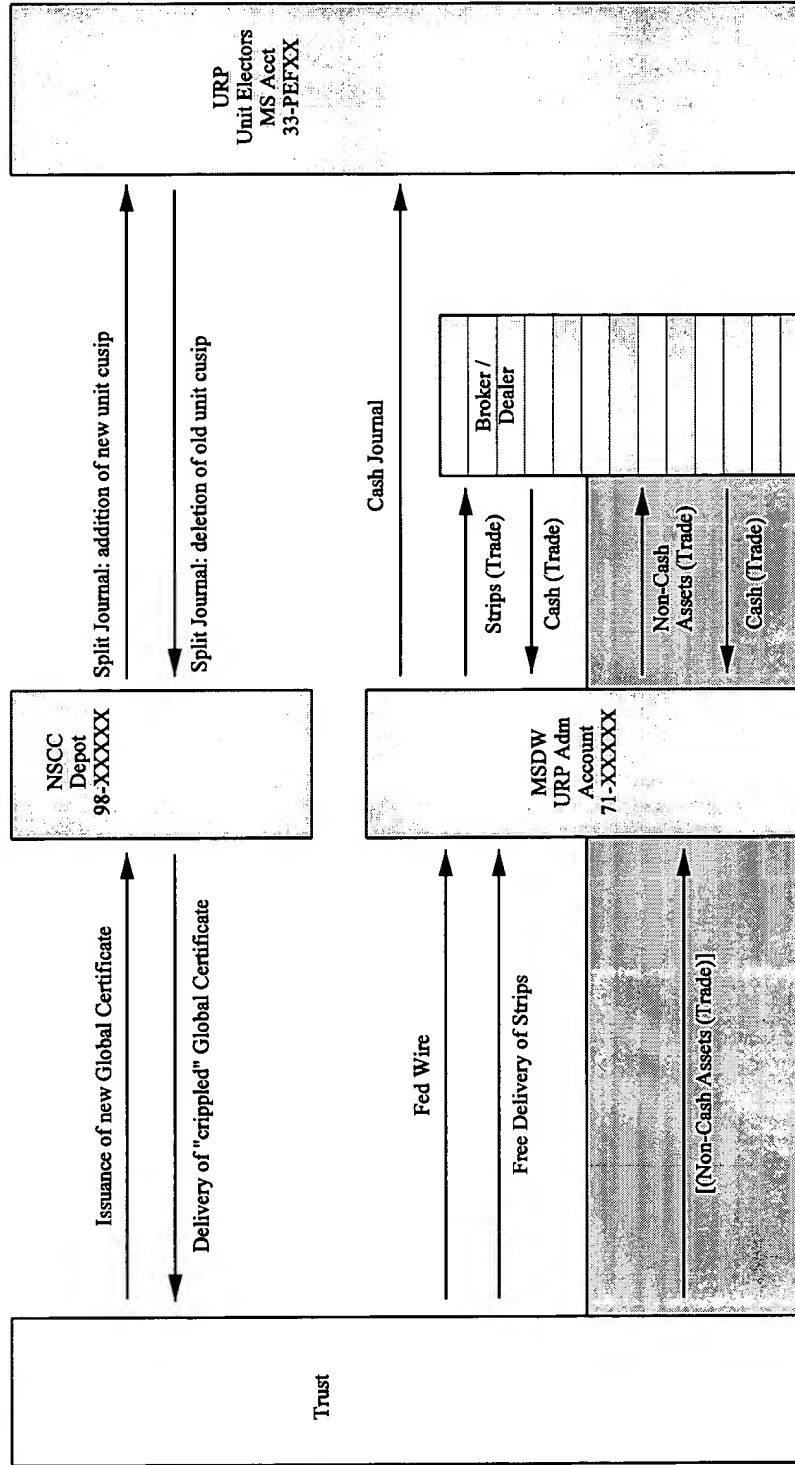 Trust
Issuance of new Global Certificate
Delivery of "crippled" Global Certificate
Fed Wire
Free Delivery of Strips
[(Non-Cash Assets (Trade)]
NSCC
Depot
98-XXXXX
MSDW
URP Adm
Account
71-XXXXX
Split Journal: addition of new unit cusip
Split Journal: deletion of old unit cusip
Cash Journal
Strips (Trade)
Cash (Trade)
Non-Cash
Assets (Trade)
Cash (Trade)
Broker /
Dealer
URP
Unit Electors
MS Acct
33-PEFXX